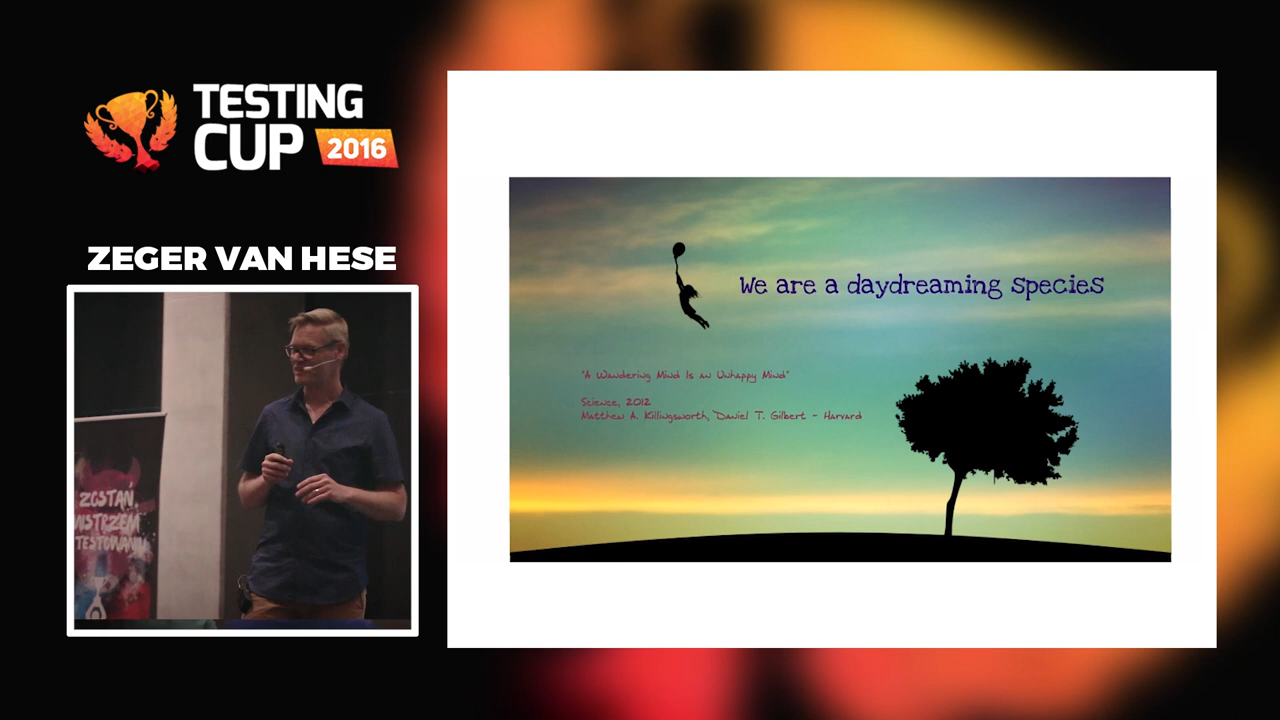 TESTING
CUP 2016
ZEGER VAN HESE
ZOSTAŃ
MISTRZEM
TESTOWANIA
We are a daydreaming species
"A Wandering Mind Is an Unhappy Mind"
Science, 2012
Matthew A. Killingsworth, Daniel T. Gilbert - Harvard